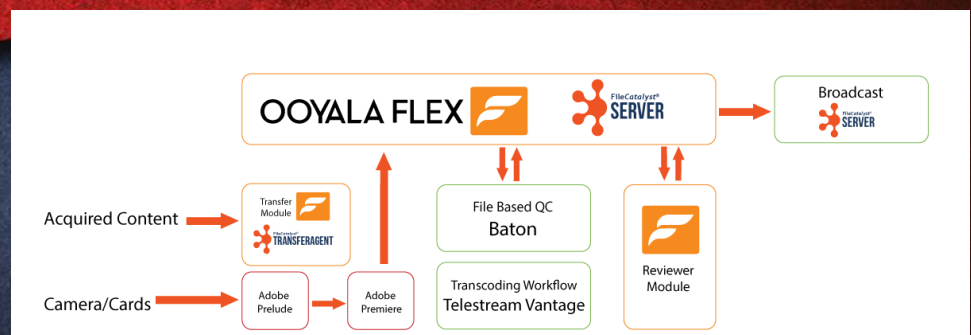 OOYALA FLEX
FileCatalyst®
SERVER
Broadcast
FileCatalyst®
SERVER
Transfer
Module
FileCatalyst®
TRANSFERAGENT
Acquired Content
File Based QC
Baton
Reviewer
Module
Camera/Cards
Adobe
Prelude
Adobe
Premiere
Transcoding Workflow
Telestream Vantage